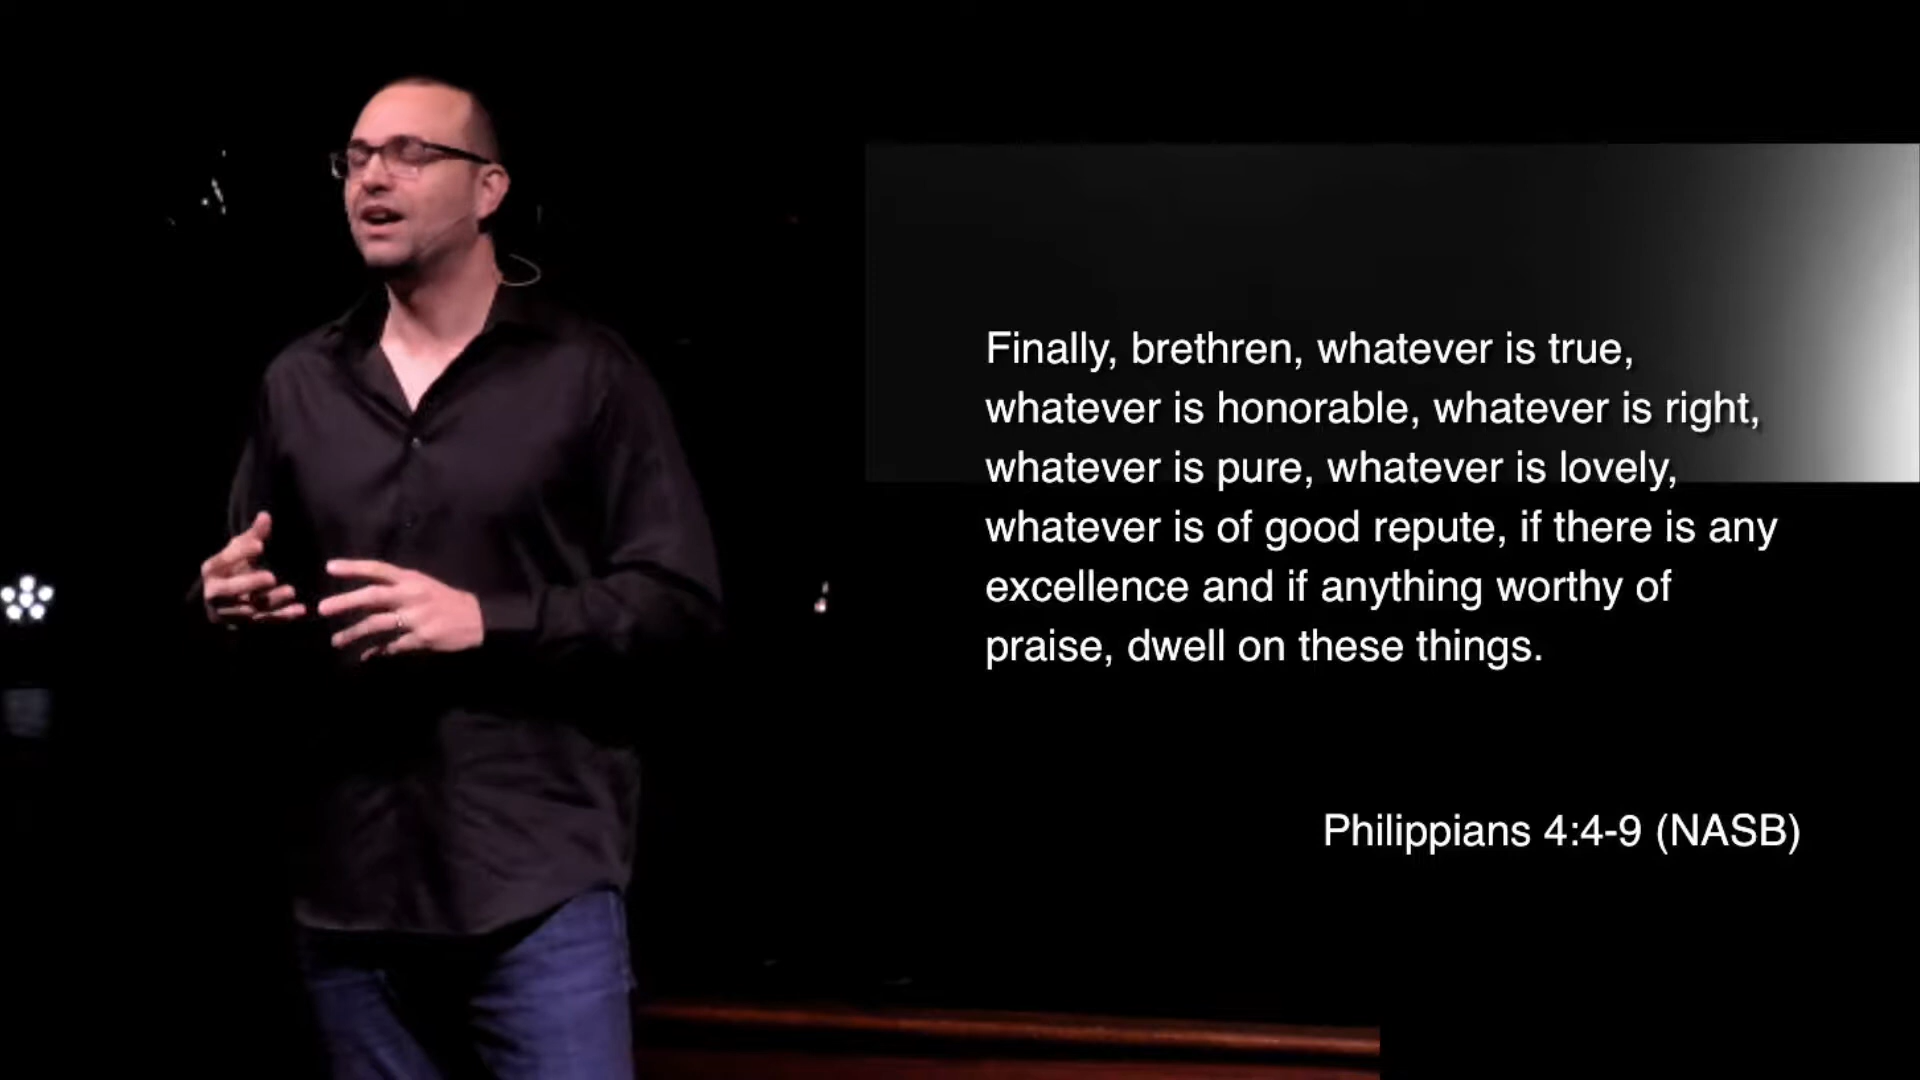 Finally, brethren, whatever is true,
whatever is honorable, whatever is right,
whatever is pure, whatever is lovely,
whatever is of good repute, if there is any
excellence and if anything worthy of
praise, dwell on these things.
Philippians 4:4-9 (NASB)